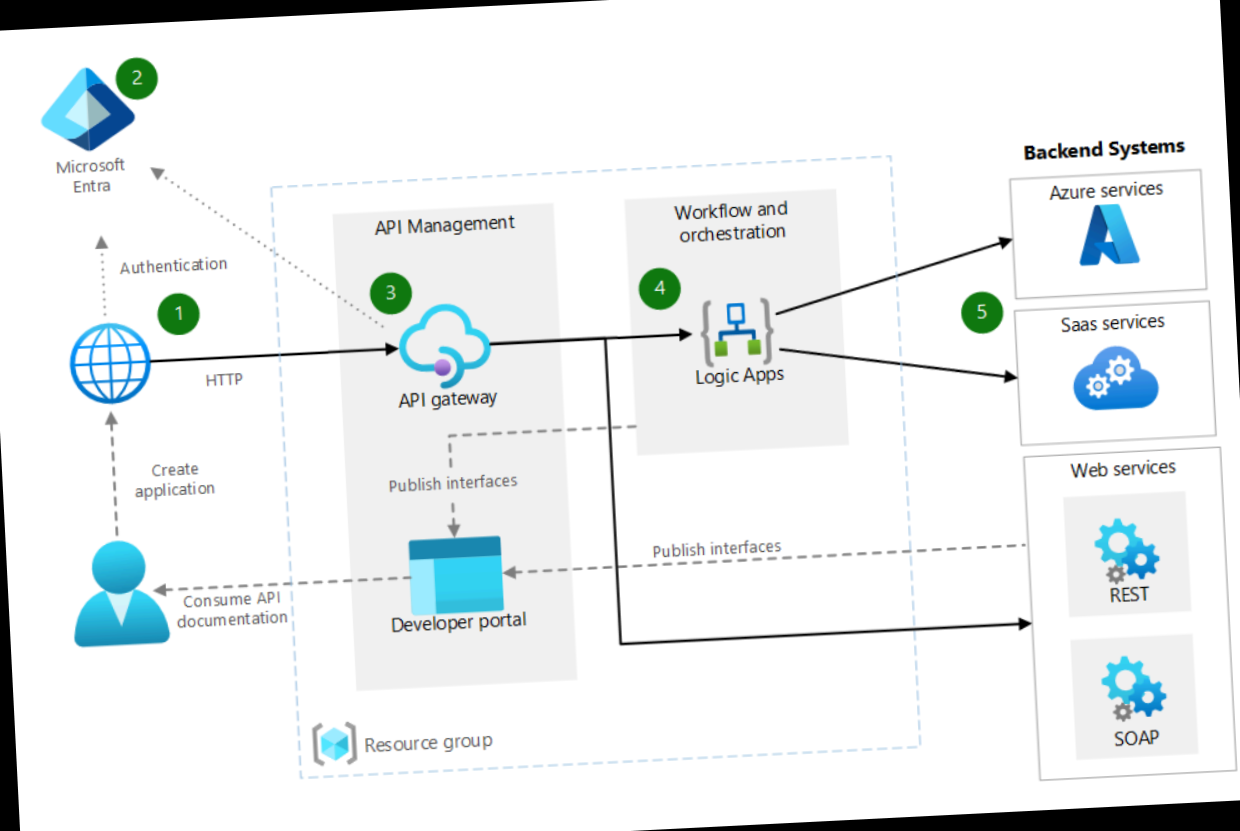 2
Microsoft
Entra
Authentication
1
HTTP
Create
application
Consume API
documentation
API Management
3
API gateway
Publish interfaces
Developer portal
Resource group
Workflow and
orchestration
4
Logic Apps
Publish interfaces
5
Backend Systems
Azure services
Saas services
Web services
REST
SOAP